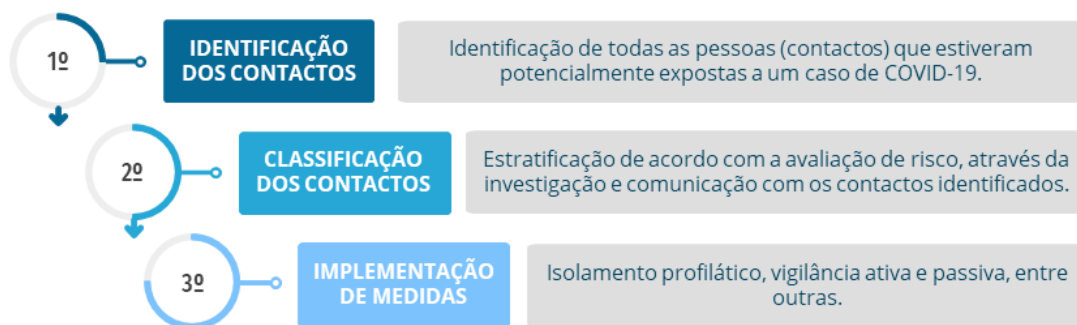 1º
IDENTIFICAÇÃO
DOS CONTACTOS
Identificação de todas as pessoas (contactos) que estiveram
potencialmente expostas a um caso de COVID-19.
2º
CLASSIFICAÇÃO
DOS CONTACTOS
Estratificação de acordo com a avaliação de risco, através da
investigação e comunicação com os contactos identificados.
3º
IMPLEMENTAÇÃO
DE MEDIDAS
Isolamento profilático, vigilância ativa e passiva, entre
outras.